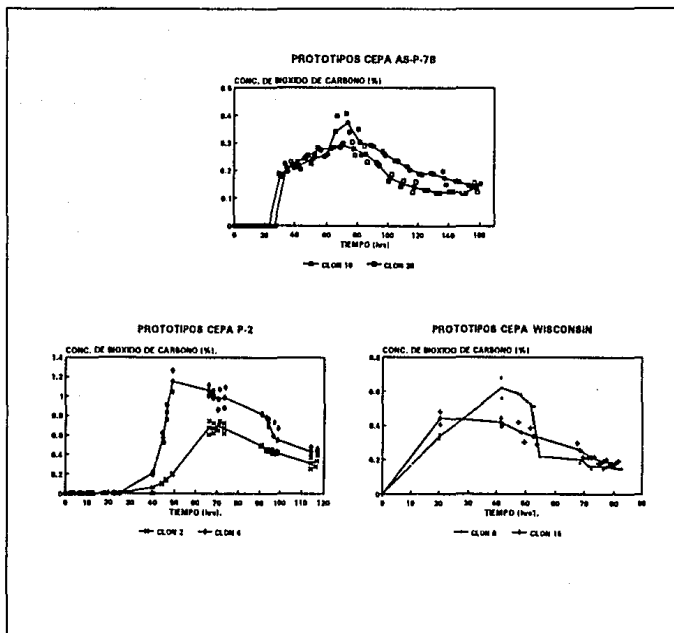 PROTOTIPOS CEPA AS-P-78
CONC. DE BIOXIDO DE CARBONO (%)
0.5
0.4
0.3
0.2
0.1
0
0 20 40 60 80 100 120 140 160
TIEMPO (hrs)
CLON 10 CLON 20
PROTOTIPOS CEPA P-2
CONC. DE BIOXIDO DE CARBONO (%).
1.4
1.2
1
0.8
0.6
0.4
0.2
0
0 10 20 30 40 50 60 70 80 90 100 110 120
TIEMPO (hrs).
CLON 2 CLON 6
PROTOTIPOS CEPA WISCONSIN
CONC. DE BIOXIDO DE CARBONO (%)
0.8
0.6
0.4
0.2
0
0 10 20 30 40 50 60 70 80 90
TIEMPO (hrs).
CLON 15